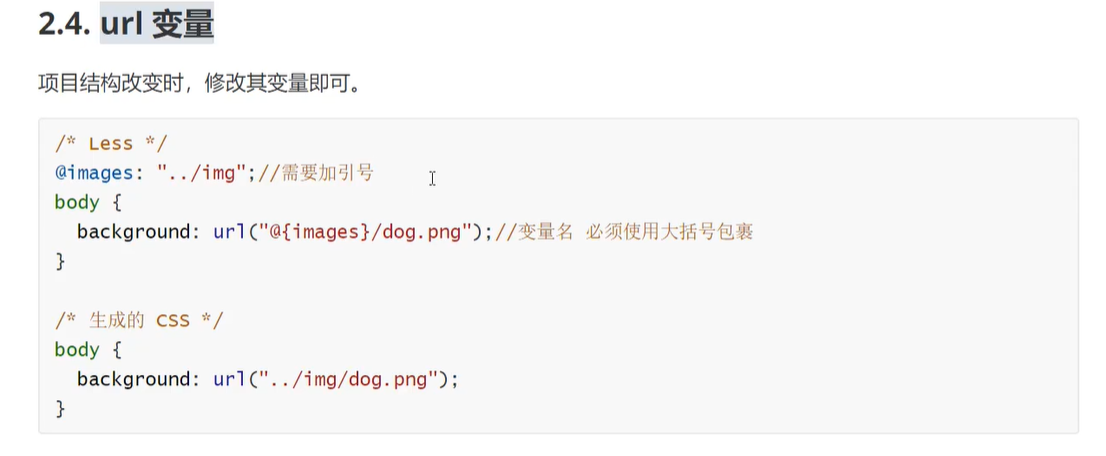 2.4. url 变量
项目结构改变时，修改其变量即可。
/* Less */
@images: "../img";//需要加引号
body {
  background: url("@{images}/dog.png");//变量名 必须使用大括号包裹
}
/* 生成的 CSS */
body {
  background: url("../img/dog.png");
}